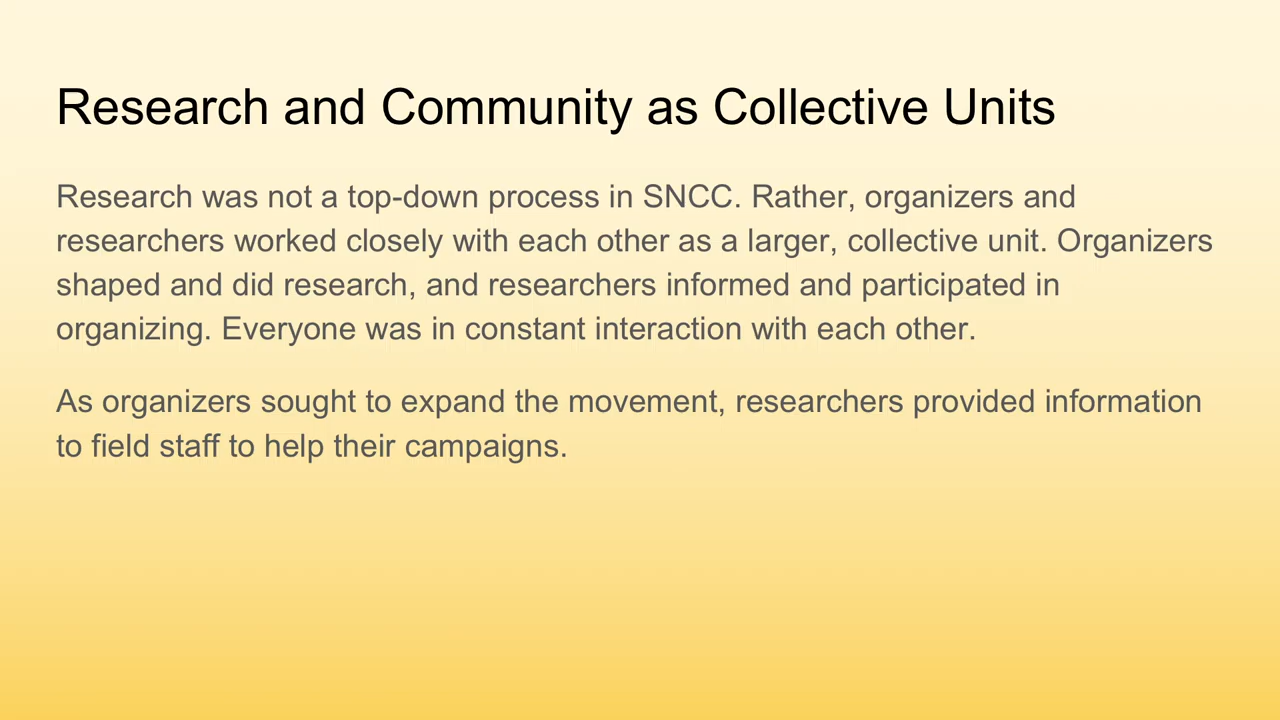 Research and Community as Collective Units
Research was not a top-down process in SNCC. Rather, organizers and
researchers worked closely with each other as a larger, collective unit. Organizers
shaped and did research, and researchers informed and participated in
organizing. Everyone was in constant interaction with each other.
As organizers sought to expand the movement, researchers provided information
to field staff to help their campaigns.